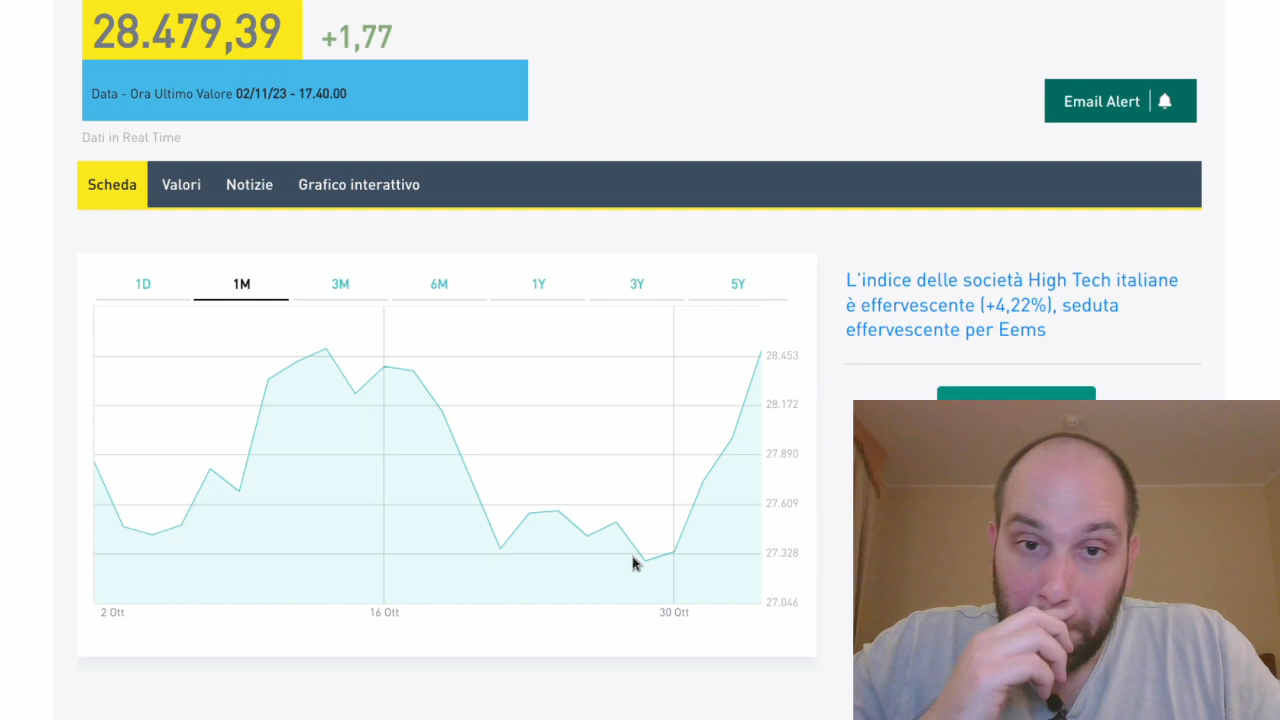 28.479,39 +1,77
Data - Ora Ultimo Valore 02/11/23 - 17.40.00
Email Alert
Dati in Real Time
Scheda Valori Notizie Grafico interattivo
1D 1M 3M 6M 1Y 3Y 5Y
28.453
28.172
27.890
27.609
27.328
27.046
2 Ott 16 Ott 30 Ott
L'indice delle società High Tech italiane
è effervescente (+4,22%), seduta
effervescente per Eems